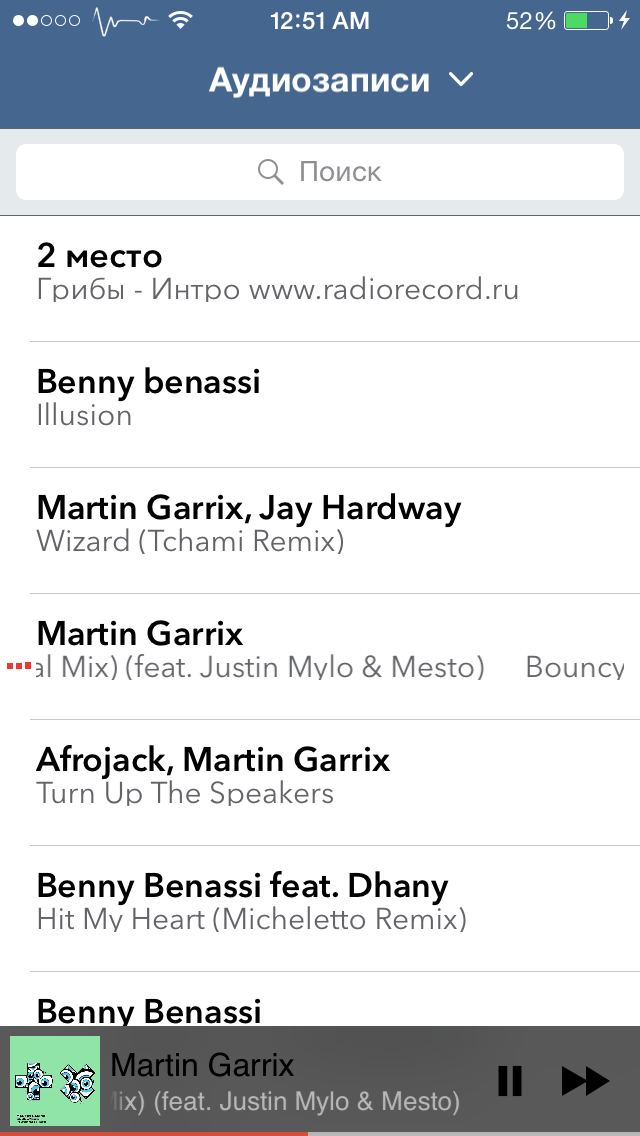 12:51 AM
52%
Аудиозаписи
Поиск
2 место
Грибы - Интро www.radiorecord.ru
Benny benassi
Illusion
Martin Garrix, Jay Hardway
Wizard (Tchami Remix)
Martin Garrix
al Mix) (feat. Justin Mylo & Mesto) Bouncy
Afrojack, Martin Garrix
Turn Up The Speakers
Benny Benassi feat. Dhany
Hit My Heart (Micheletto Remix)
Benny Benassi
Martin Garrix
Mix) (feat. Justin Mylo & Mesto)